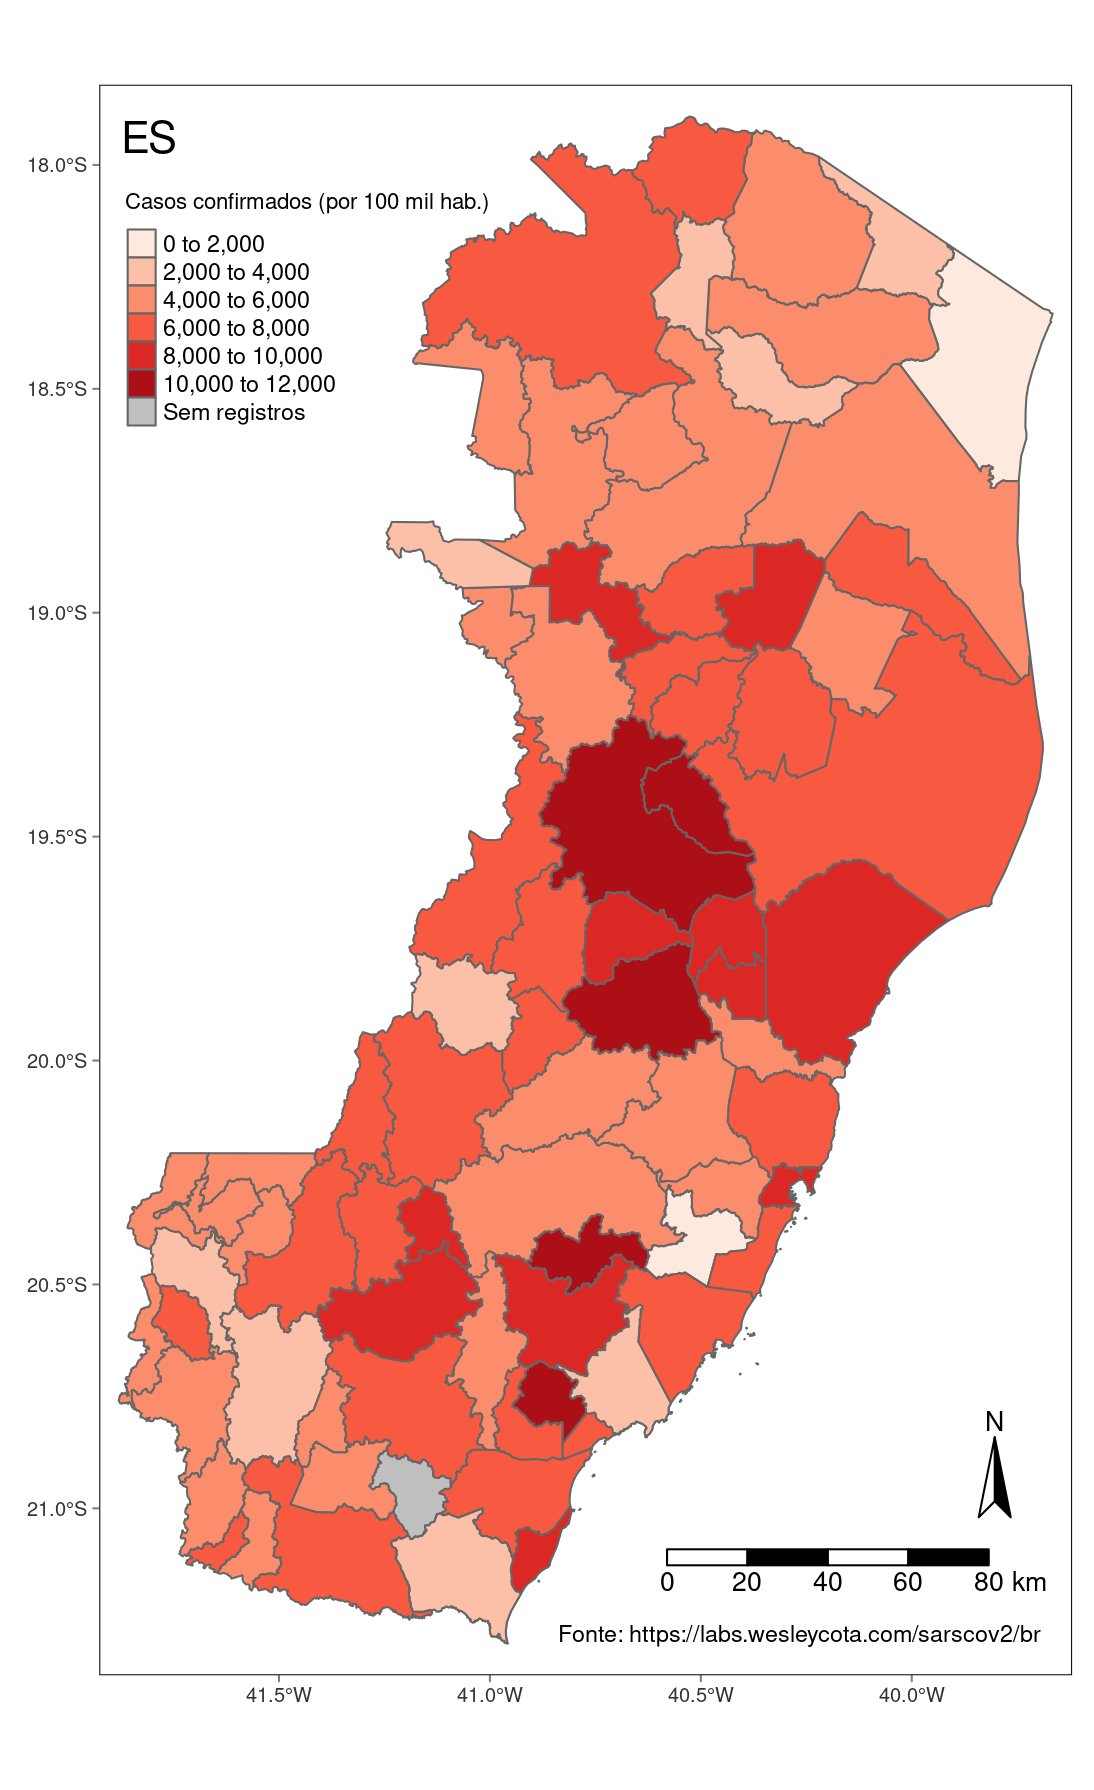 ES
Casos confirmados (por 100 mil hab.)
0 to 2,000
2,000 to 4,000
4,000 to 6,000
6,000 to 8,000
8,000 to 10,000
10,000 to 12,000
Sem registros
18.0°S
18.5°S
19.0°S
19.5°S
20.0°S
20.5°S
21.0°S
N
0 20 40 60 80 km
Fonte: https://labs.wesleycota.com/sarscov2/br
41.5°W 41.0°W 40.5°W 40.0°W